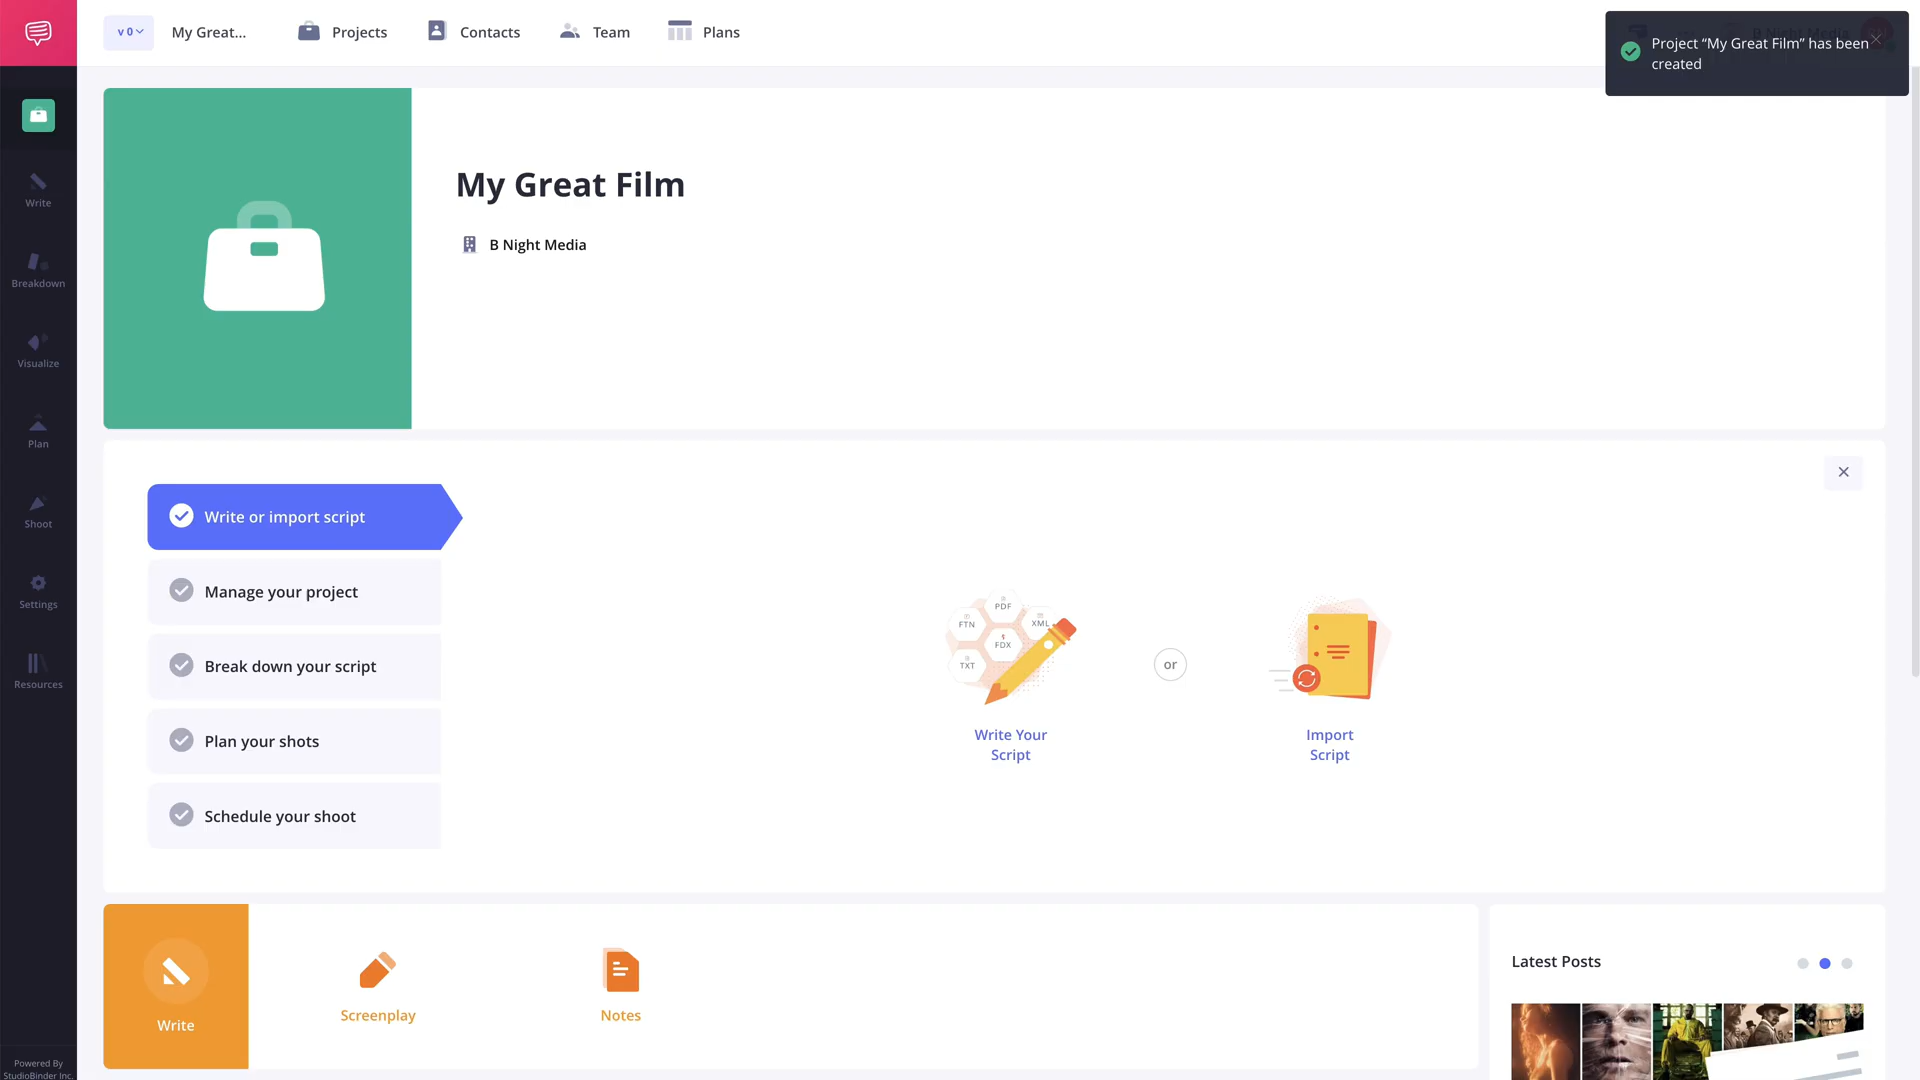 v 0
My Great...
Projects
Contacts
Team
Plans
Project “My Great Film” has been
created
Write
Breakdown
Visualize
Plan
Shoot
Settings
Resources
Powered By
StudioBinder Inc.
My Great Film
B Night Media
Write or import script
Manage your project
Break down your script
Plan your shots
Schedule your shoot
PDF
FTN
XML
FDX
TXT
Write Your
Script
or
Import
Script
Write
Screenplay
Notes
Latest Posts